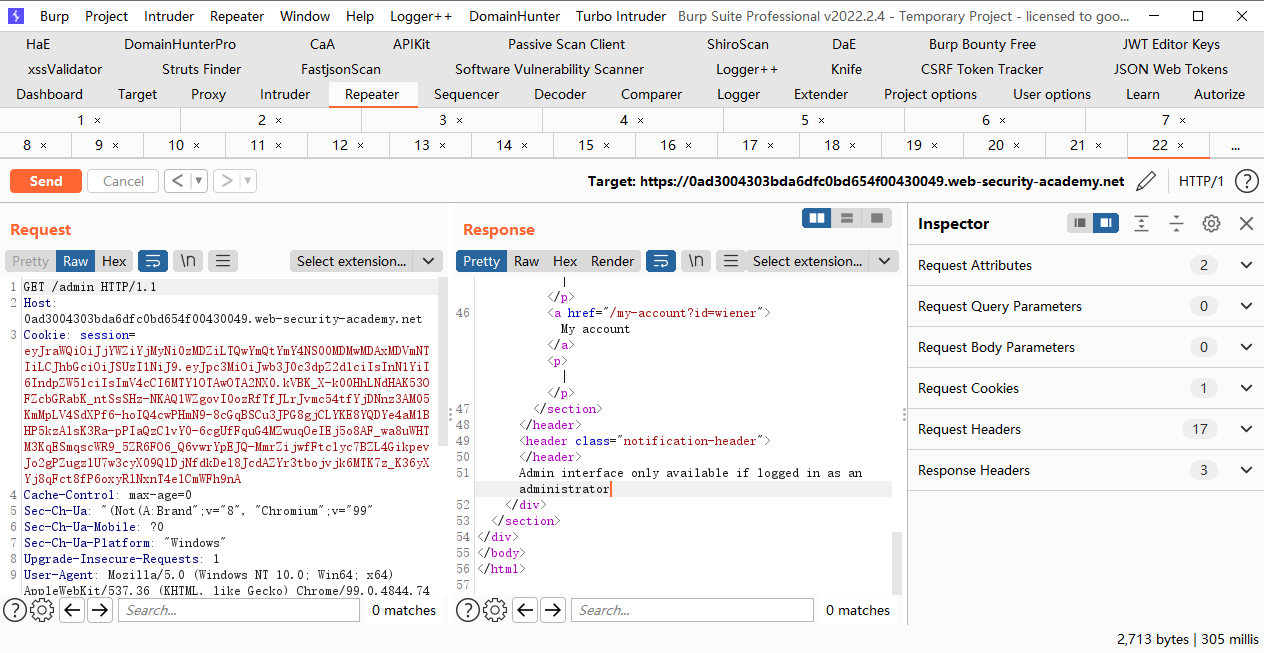 Burp Project Intruder Repeater Window Help Logger++ DomainHunter Turbo Intruder Burp Suite Professional v2022.2.4 - Temporary Project - licensed to goo...
HaE DomainHunterPro CaA APIKit Passive Scan Client ShiroScan DaE Burp Bounty Free JWT Editor Keys
xssValidator Struts Finder FastjsonScan Software Vulnerability Scanner Logger++ Knife CSRF Token Tracker JSON Web Tokens
Dashboard Target Proxy Intruder Repeater Sequencer Decoder Comparer Logger Extender Project options User options Learn Autorize
1 × 2 × 3 × 4 × 5 × 6 × 7 ×
8 × 9 × 10 × 11 × 12 × 13 × 14 × 15 × 16 × 17 × 18 × 19 × 20 × 21 × 22 × ...
Send Cancel < > Target: https://0ad3004303bda6dfc0bd654f00430049.web-security-academy.net HTTP/1 ?
Request
Pretty Raw Hex \n Select extension...
1 GET /admin HTTP/1.1
2 Host:
0ad3004303bda6dfc0bd654f00430049.web-security-academy.net
3 Cookie: session=
4 Cache-Control: max-age=0
5 Sec-Ch-Ua: "(Not(A:Brand";v="8", "Chromium";v="99"
6 Sec-Ch-Ua-Mobile: ?0
7 Sec-Ch-Ua-Platform: "Windows"
8 Upgrade-Insecure-Requests: 1
9 User-Agent: Mozilla/5.0 (Windows NT 10.0; Win64; x64)
AppleWebKit/537.36 (KHTML, like Gecko) Chrome/99.0.4844.74
? Search... 0 matches
Response
Pretty Raw Hex Render \n Select extension...
|
</p>
46 <a href="/my-account?id=wiener">
My account
</a>
<p>
|
</p>
47 </section>
48 </header>
49 <header class="notification-header">
50 </header>
51 Admin interface only available if logged in as an
administrator
52 </div>
53 </section>
54 </div>
55 </body>
56 </html>
57
? Search... 0 matches
Inspector
Request Attributes 2
Request Query Parameters 0
Request Body Parameters 0
Request Cookies 1
Request Headers 17
Response Headers 3
2,713 bytes | 305 millis